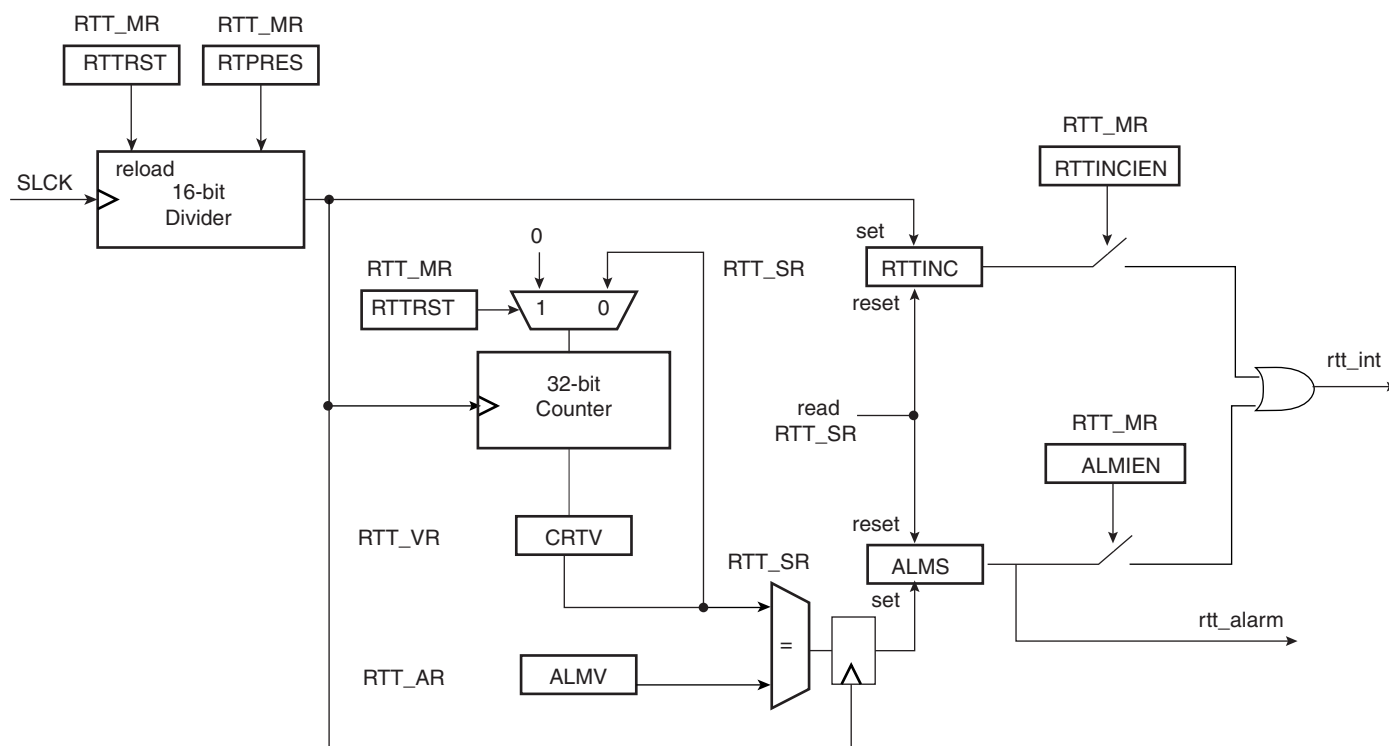 RTT_MR
RTT_MR
RTTRST
RTPRES
RTT_MR
reload
SLCK
16-bit
Divider
RTTINCIEN
set
0
RTT_MR
RTT_SR
RTTINC
RTTRST
1
0
reset
32-bit
Counter
rtt_int
read
RTT_SR
RTT_MR
ALMIEN
reset
RTT_VR
CRTV
RTT_SR
ALMS
set
rtt_alarm
=
RTT_AR
ALMV